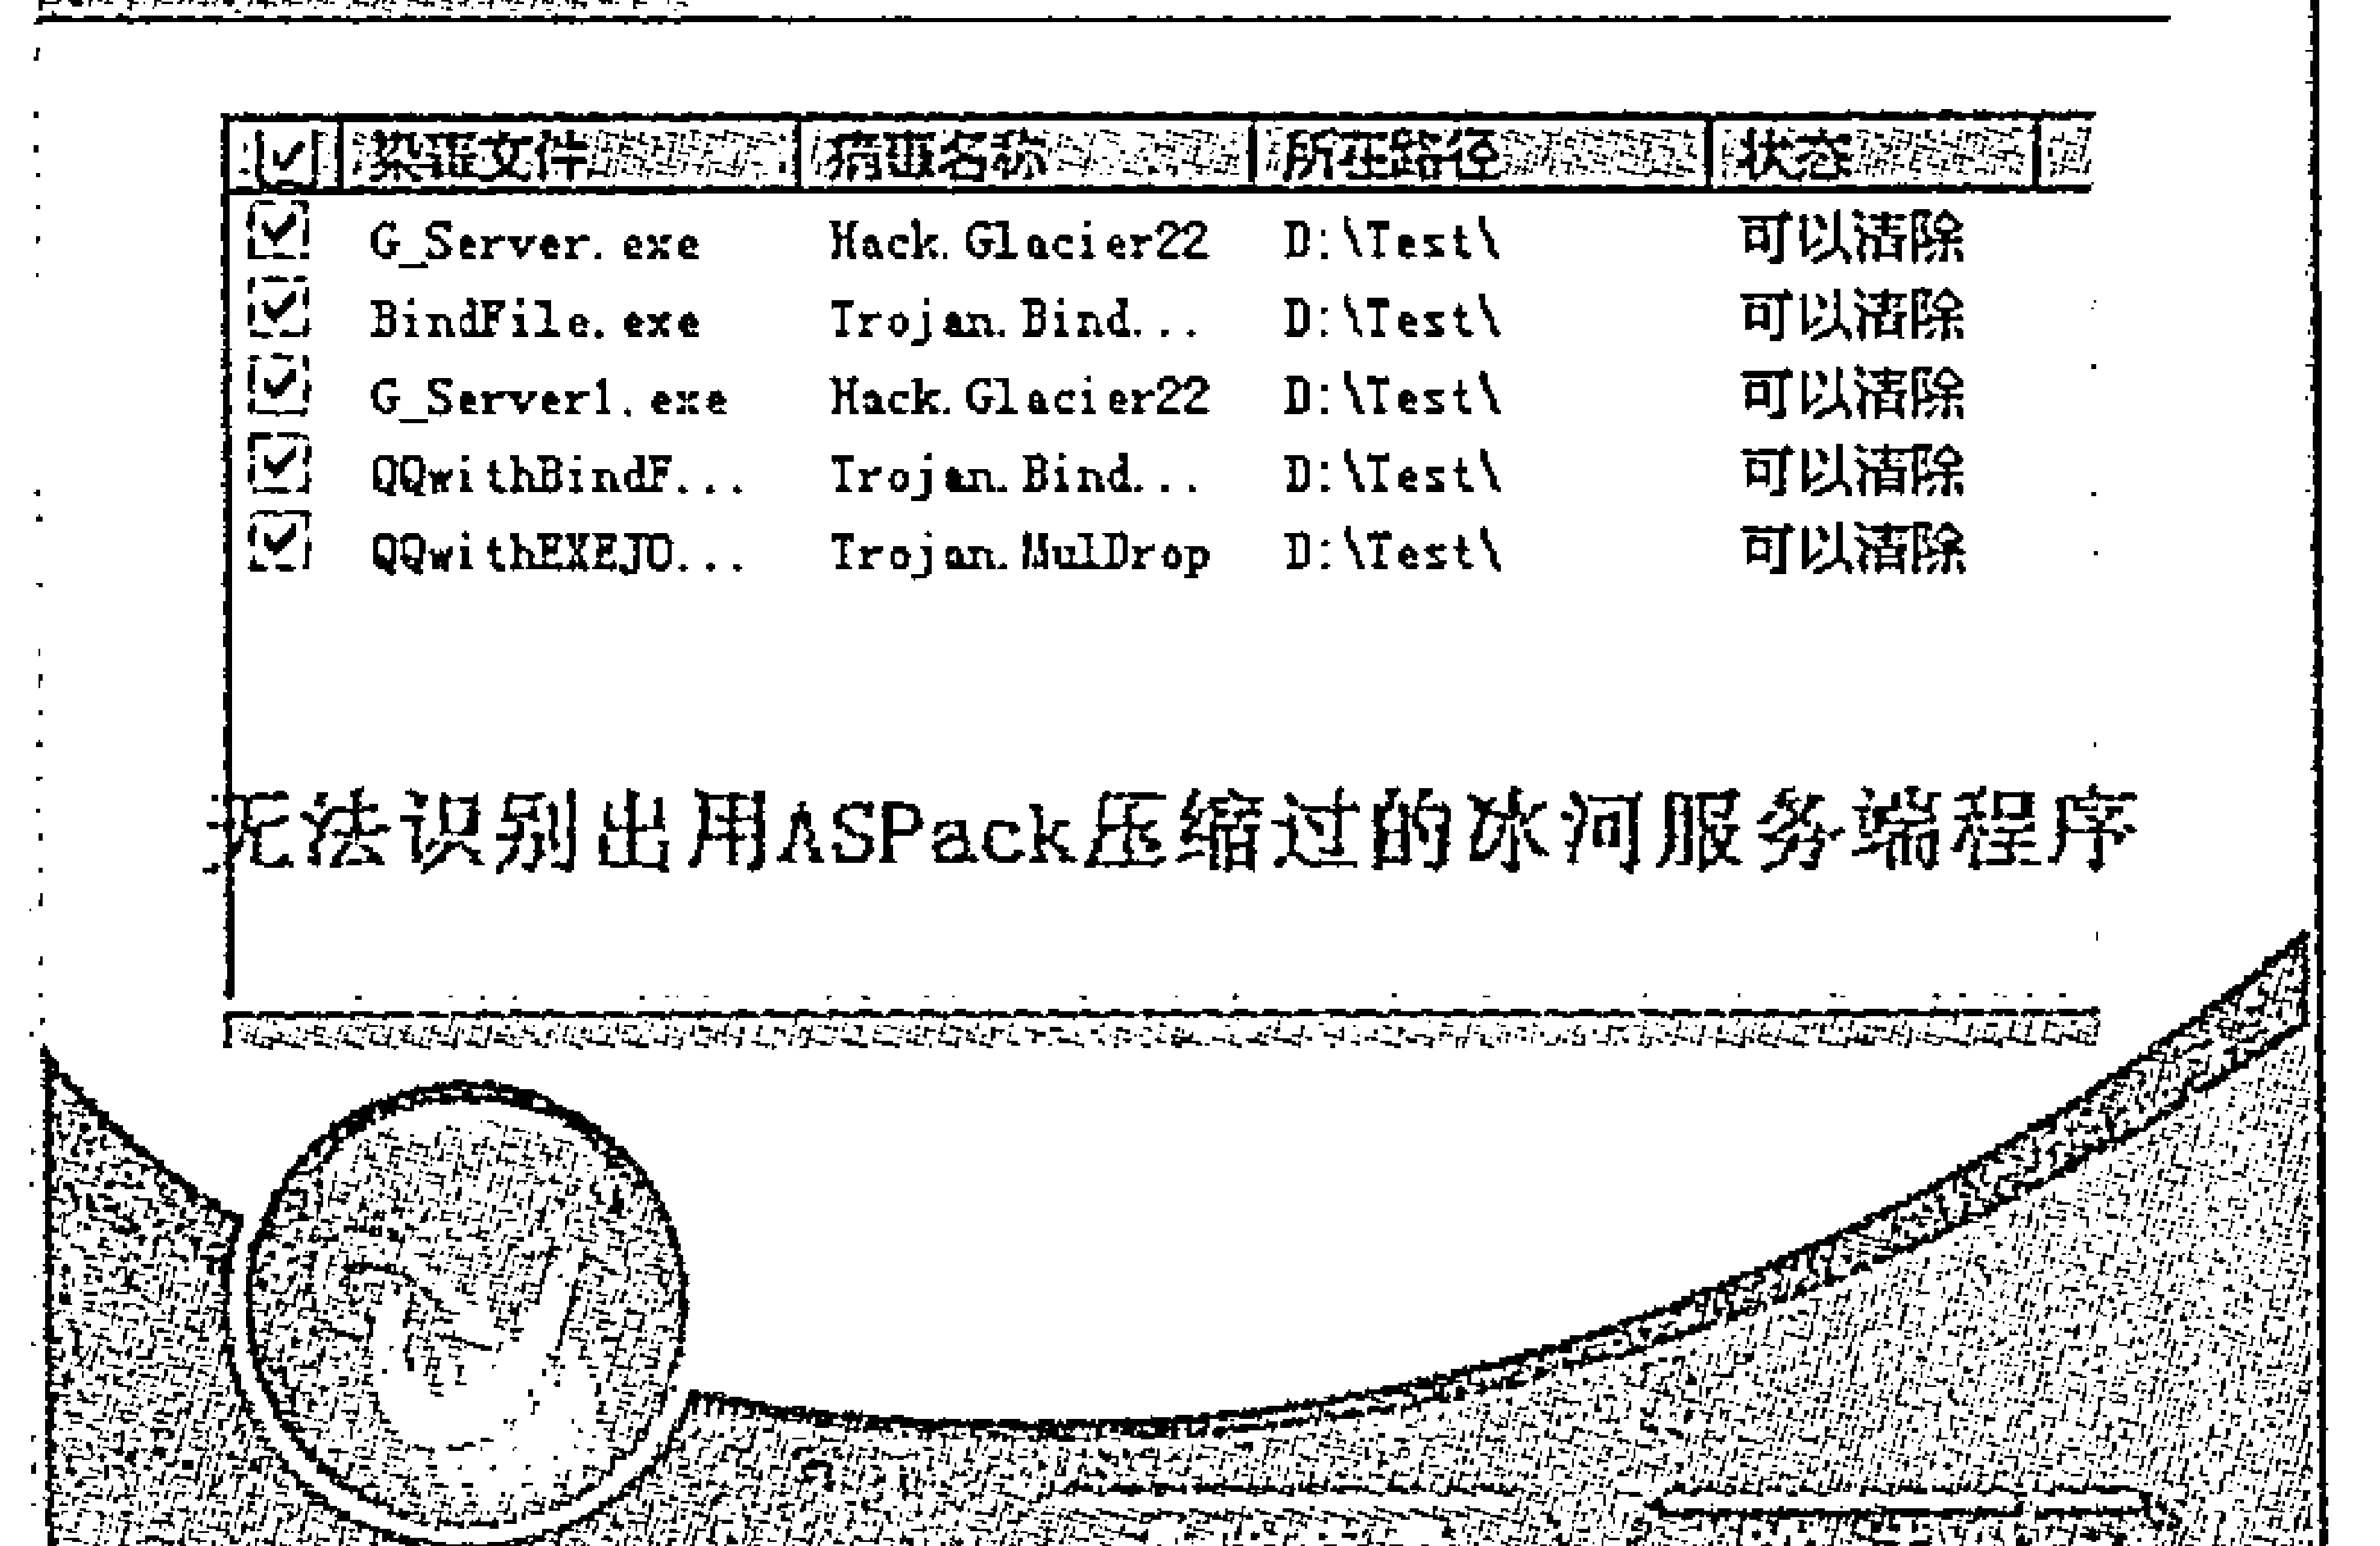 染毒文件 病毒名称 所在路径 状态
G_Server.exe Hack.Glacier22 D:\Test\ 可以清除
BindFile.exe Trojan.Bind... D:\Test\ 可以清除
G_Server1.exe Hack.Glacier22 D:\Test\ 可以清除
QQwithBindF... Trojan.Bind... D:\Test\ 可以清除
QQwithEXEJO... Trojan.MulDrop D:\Test\ 可以清除
无法识别出用ASPack压缩过的冰河服务端程序